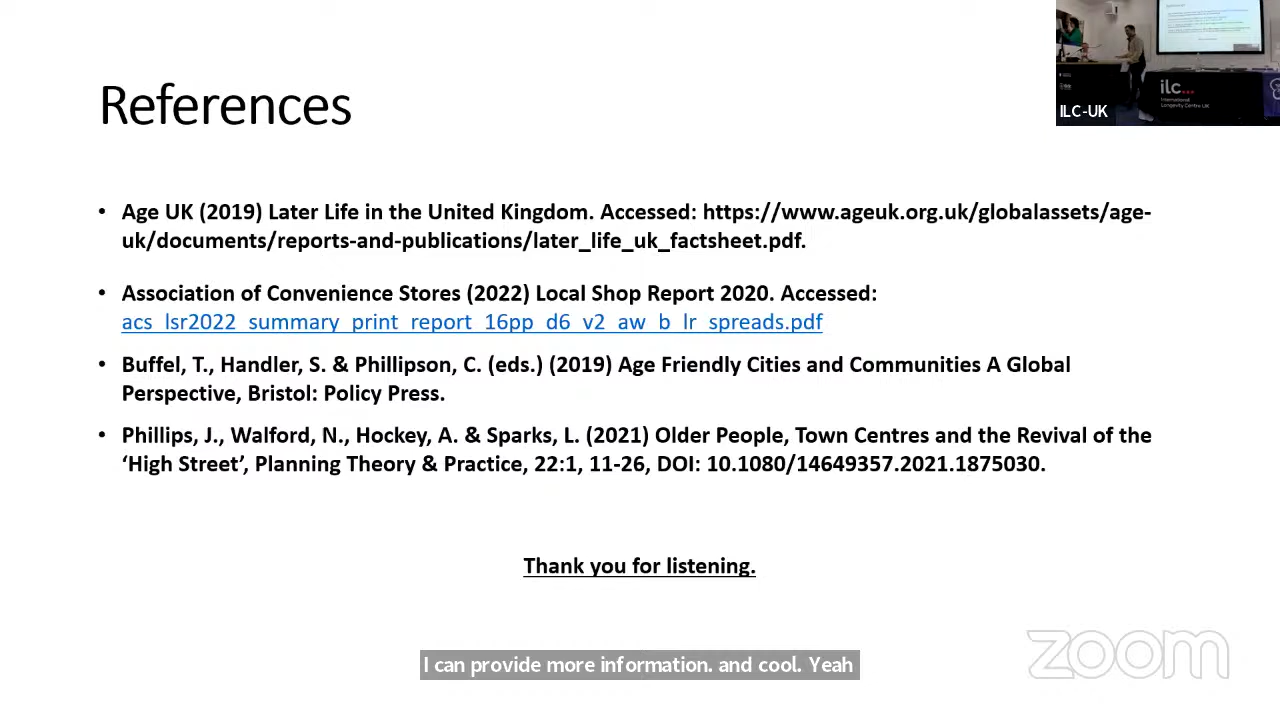 References
ilc...
International
Longevity Centre UK
ILC-UK
• Age UK (2019) Later Life in the United Kingdom. Accessed: https://www.ageuk.org.uk/globalassets/age-
uk/documents/reports-and-publications/later_life_uk_factsheet.pdf.
• Association of Convenience Stores (2022) Local Shop Report 2020. Accessed:
acs_lsr2022_summary_print_report_16pp_d6_v2_aw_b_lr_spreads.pdf
• Buffel, T., Handler, S. & Phillipson, C. (eds.) (2019) Age Friendly Cities and Communities A Global
Perspective, Bristol: Policy Press.
• Phillips, J., Walford, N., Hockey, A. & Sparks, L. (2021) Older People, Town Centres and the Revival of the
‘High Street’, Planning Theory & Practice, 22:1, 11-26, DOI: 10.1080/14649357.2021.1875030.
Thank you for listening.
I can provide more information. and cool. Yeah
zoom